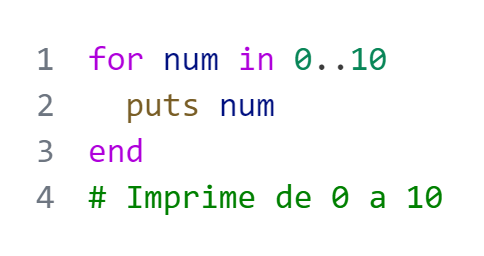 1 for num in 0..10
2   puts num
3 end
4 # Imprime de 0 a 10